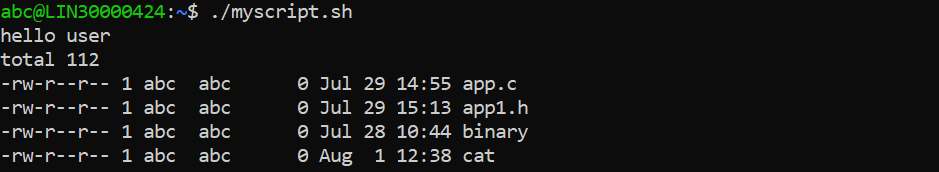 abc@LIN30000424:~$ ./myscript.sh
hello user
total 112
-rw-r--r-- 1 abc  abc      0 Jul 29 14:55 app.c
-rw-r--r-- 1 abc  abc      0 Jul 29 15:13 app1.h
-rw-r--r-- 1 abc  abc      0 Jul 28 10:44 binary
-rw-r--r-- 1 abc  abc      0 Aug  1 12:38 cat